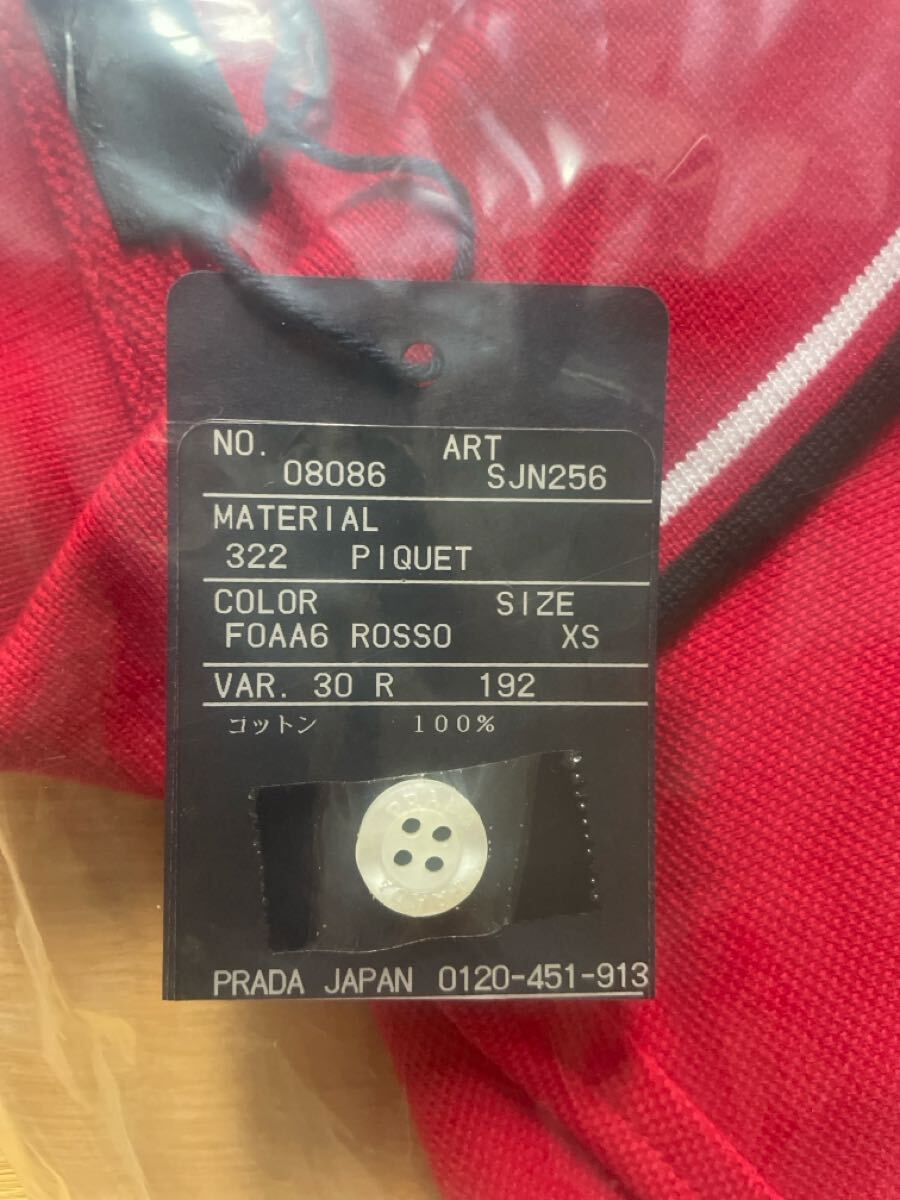 NO. ART
08086 SJN256
MATERIAL
322 PIQUET
COLOR SIZE
F0AA6 ROSSO XS
VAR. 30 R 192
コットン 100%
PRADA JAPAN 0120-451-913